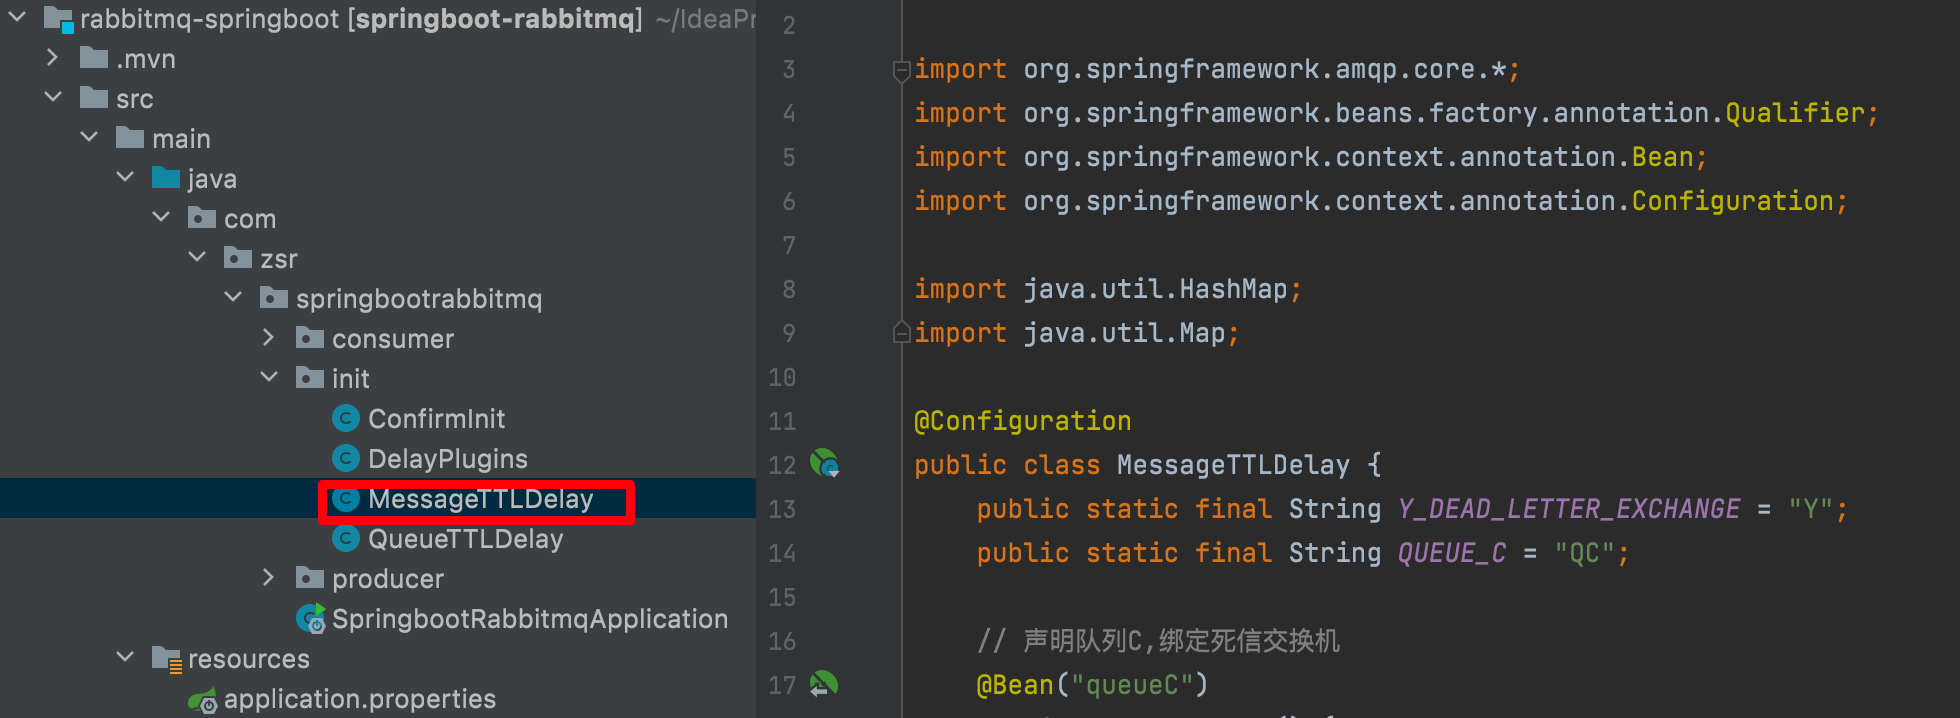 rabbitmq-springboot [springboot-rabbitmq] ~/IdeaPr
.mvn
src
main
java
com
zsr
springbootrabbitmq
consumer
init
ConfirmInit
DelayPlugins
MessageTTLDelay
QueueTTLDelay
producer
SpringbootRabbitmqApplication
resources
application.properties
2
3 import org.springframework.amqp.core.*;
4 import org.springframework.beans.factory.annotation.Qualifier;
5 import org.springframework.context.annotation.Bean;
6 import org.springframework.context.annotation.Configuration;
7
8 import java.util.HashMap;
9 import java.util.Map;
10
11 @Configuration
12 public class MessageTTLDelay {
13 public static final String Y_DEAD_LETTER_EXCHANGE = "Y";
14 public static final String QUEUE_C = "QC";
15
16 // 声明队列C,绑定死信交换机
17 @Bean("queueC")